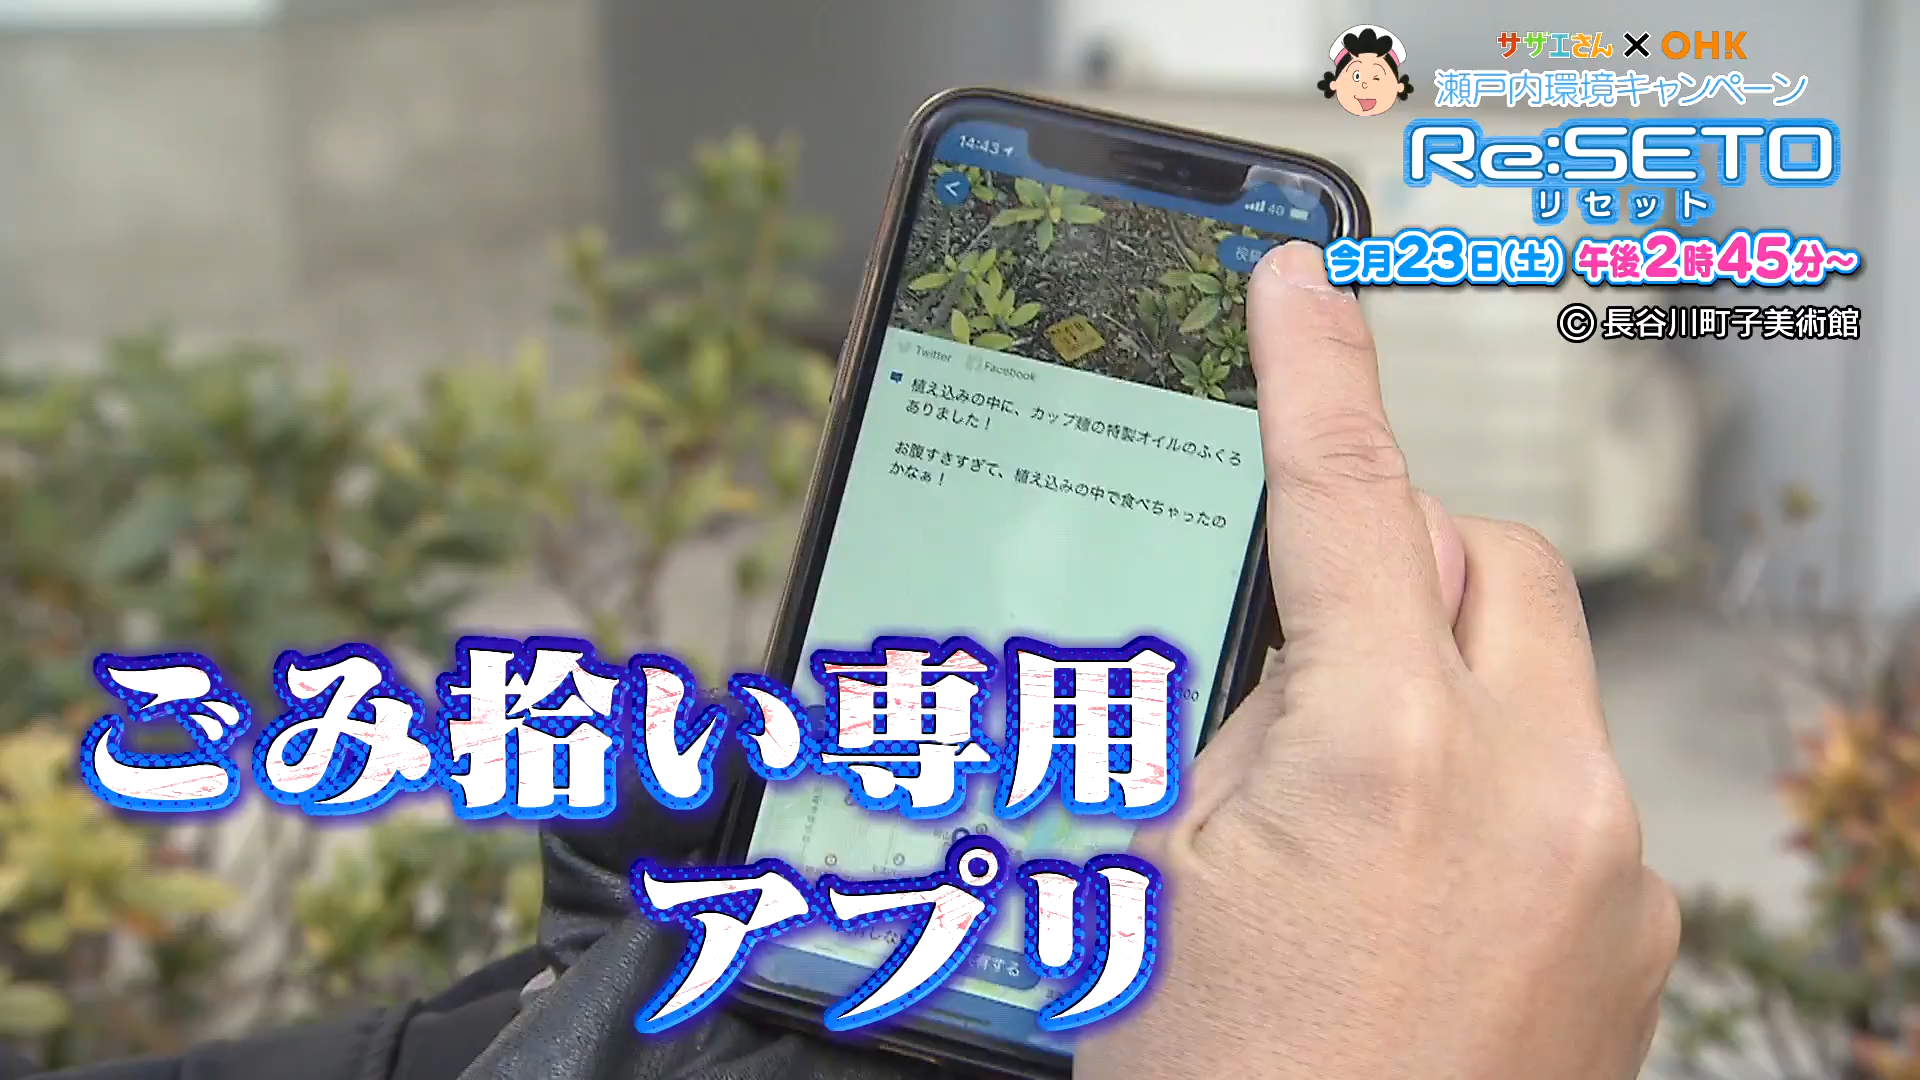 サザエさん×OHK
瀬戸内環境キャンペーン
Re:SETO
リセット
今月23日(土) 午後2時45分~
©長谷川町子美術館
14:43
4G
Twitter Facebook
植え込みの中に、カップ麺の特製オイルのふくろ
ありました！
お腹すきすぎて、植え込みの中で食べちゃったの
かなぁ！
ごみ拾い専用
アプリ